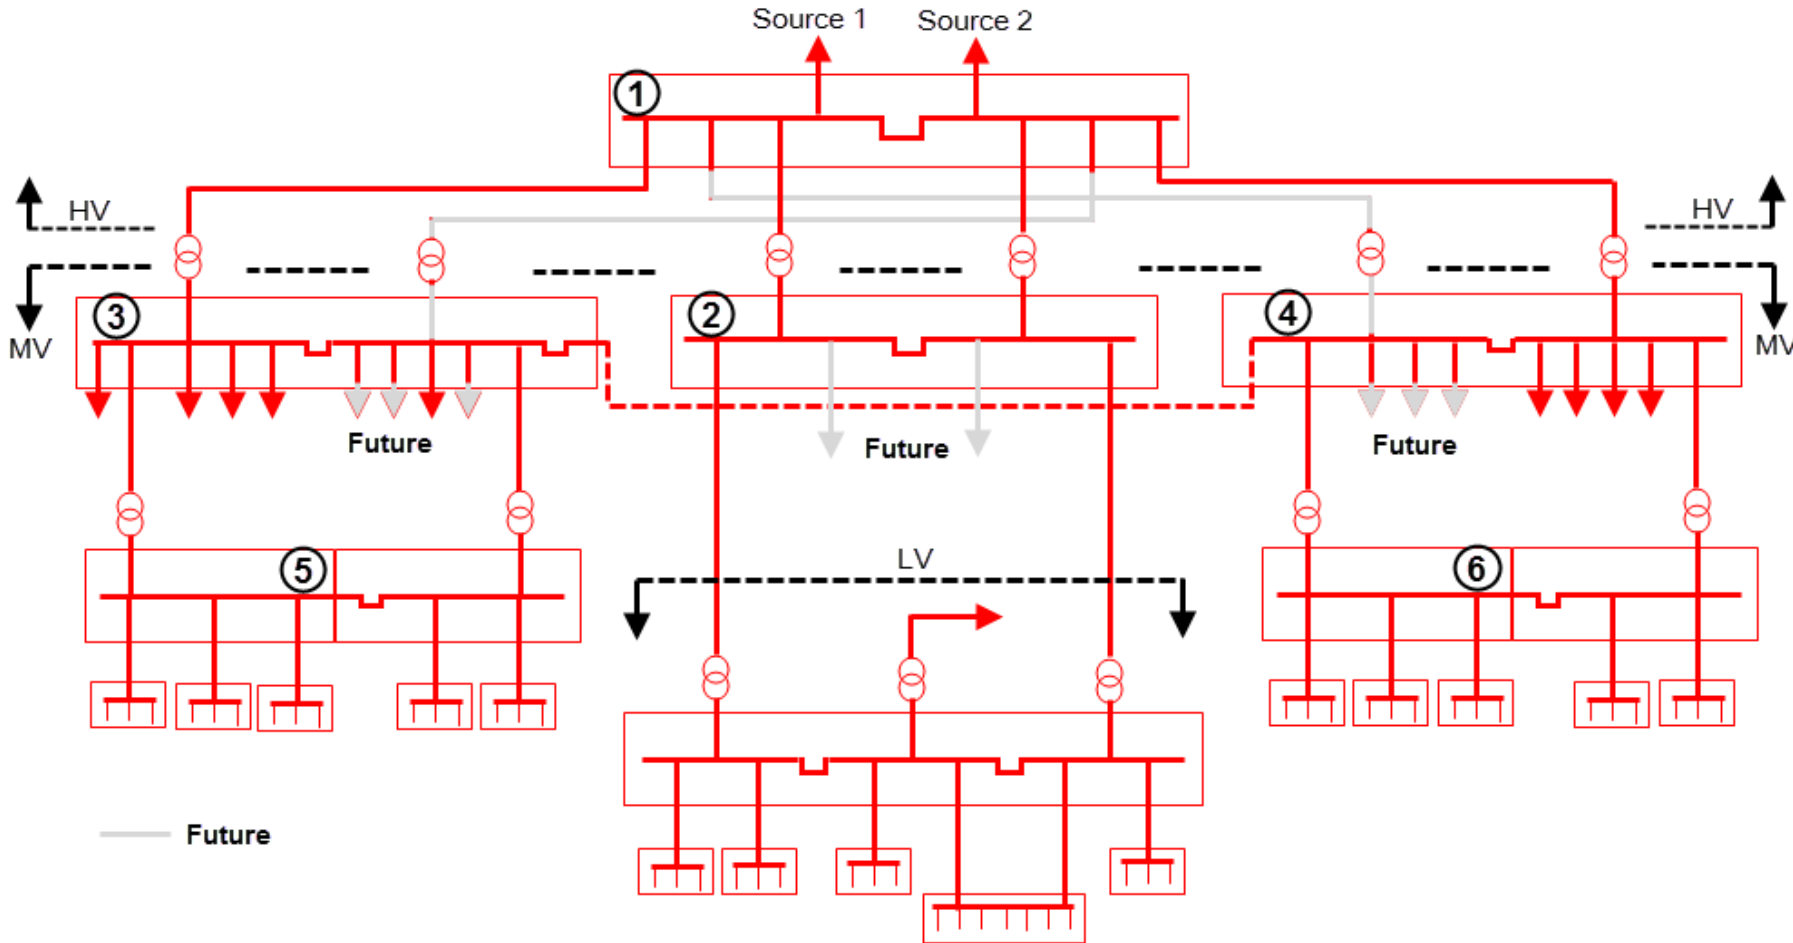 Source 1 Source 2
1
HV HV
3 2 4
MV MV
Future Future Future
5 LV 6
Future